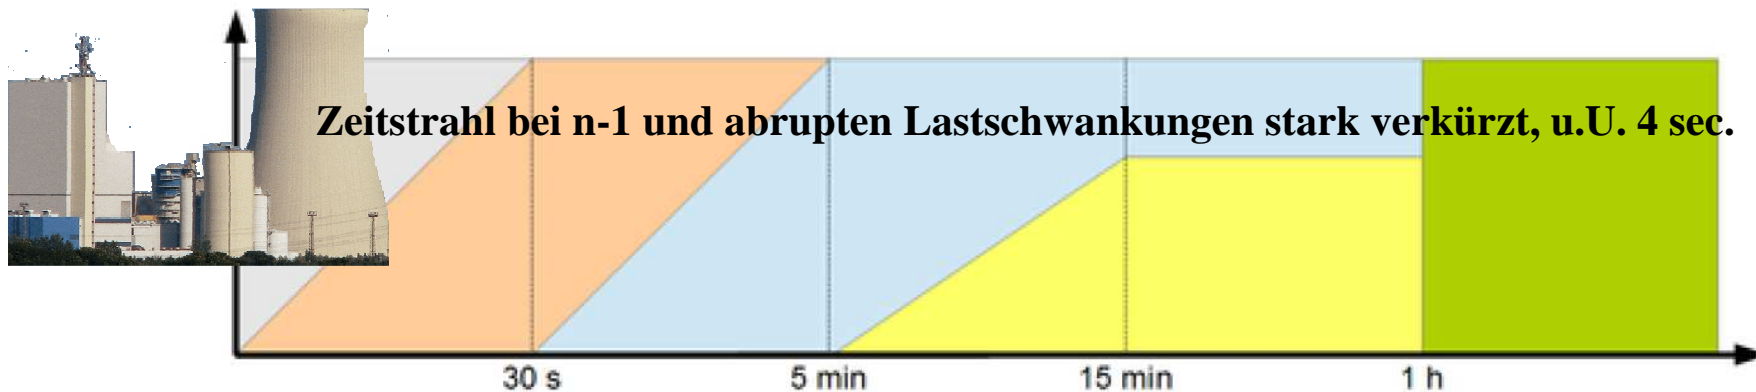 Zeitstrahl bei n-1 und abrupten Lastschwankungen stark verkürzt, u.U. 4 sec.
30 s 5 min 15 min 1 h